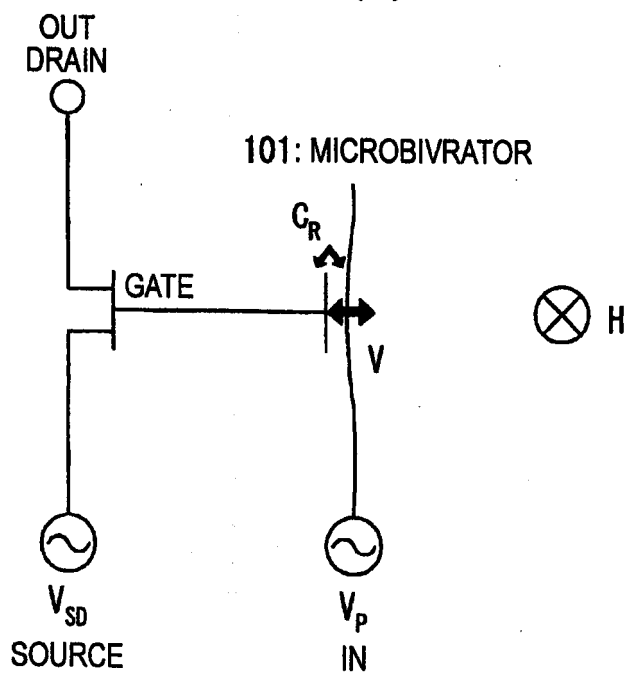 OUT
DRAIN
101: MICROBIVRATOR
C_R
GATE
H
V
V_SD
V_P
SOURCE
IN